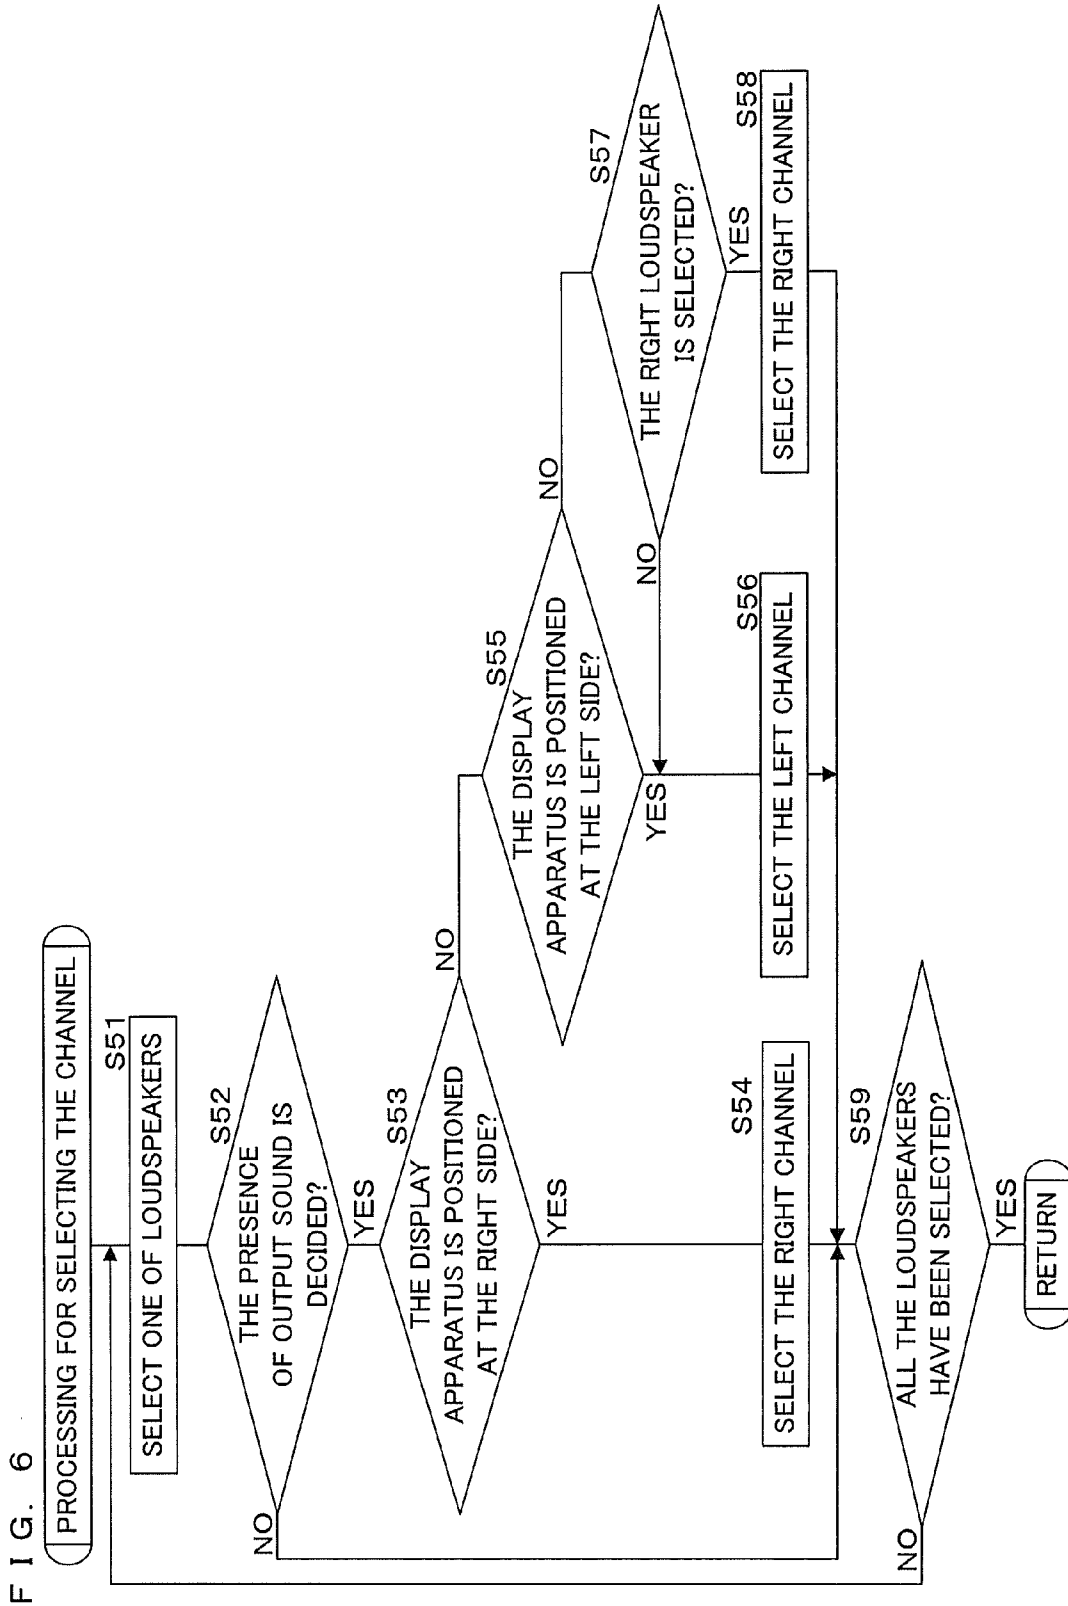 F I G. 6
PROCESSING FOR SELECTING THE CHANNEL
S51
SELECT ONE OF LOUDSPEAKERS
S52
THE PRESENCE
OF OUTPUT SOUND IS
DECIDED?
NO
YES
S53
THE DISPLAY
APPARATUS IS POSITIONED
AT THE RIGHT SIDE?
NO
YES
S55
THE DISPLAY
APPARATUS IS POSITIONED
AT THE LEFT SIDE?
NO
YES
S57
THE RIGHT LOUDSPEAKER
IS SELECTED?
NO
YES
S54
SELECT THE RIGHT CHANNEL
S56
SELECT THE LEFT CHANNEL
S58
SELECT THE RIGHT CHANNEL
S59
ALL THE LOUDSPEAKERS
HAVE BEEN SELECTED?
NO
YES
RETURN